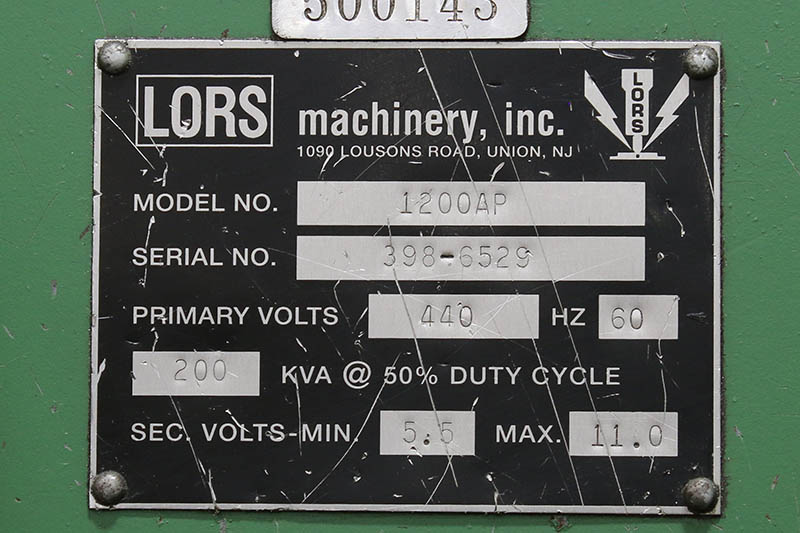 500143
LORS machinery, inc.
LORS
1090 LOUSONS ROAD, UNION, NJ
MODEL NO. 1200AP
SERIAL NO. 398-6529
PRIMARY VOLTS 440 HZ 60
200 KVA @ 50% DUTY CYCLE
SEC. VOLTS-MIN. 5.5 MAX. 11.0